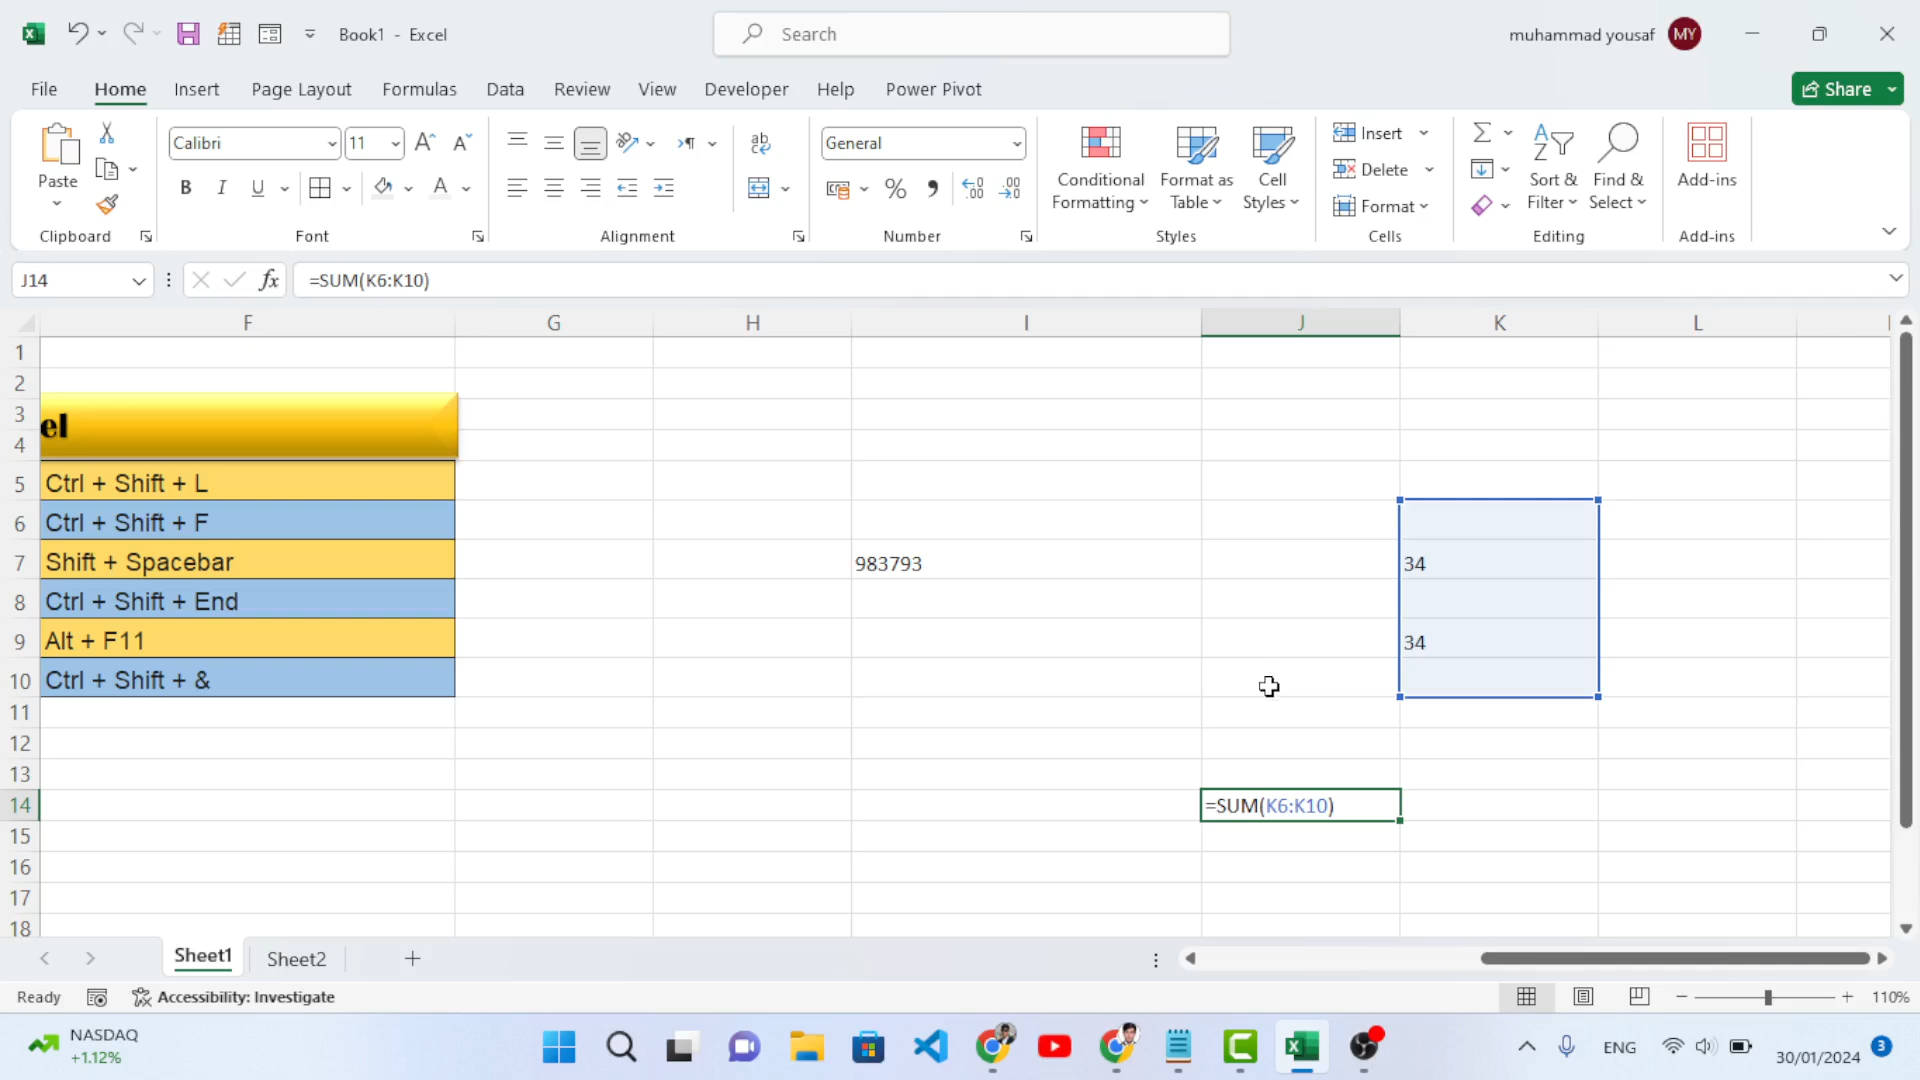 Book1 - Excel
Search
muhammad yousaf
MY
File Home Insert Page Layout Formulas Data Review View Developer Help Power Pivot
Share
Paste
Clipboard
Calibri
11
B I U
A
Font
ab
Alignment
General
%
Number
Conditional Formatting
Format as Table
Cell Styles
Styles
Insert
Delete
Format
Cells
Sort & Filter
Find & Select
Editing
Add-ins
Add-ins
J14
fx
=SUM(K6:K10)
F G H I J K L
1
2
3
4
el
5 Ctrl + Shift + L
6 Ctrl + Shift + F
7 Shift + Spacebar 983793 34
8 Ctrl + Shift + End
9 Alt + F11 34
10 Ctrl + Shift + &
11
12
13
14 =SUM(K6:K10)
15
16
17
18
Sheet1 Sheet2
Ready
Accessibility: Investigate
110%
NASDAQ
+1.12%
ENG
30/01/2024
3